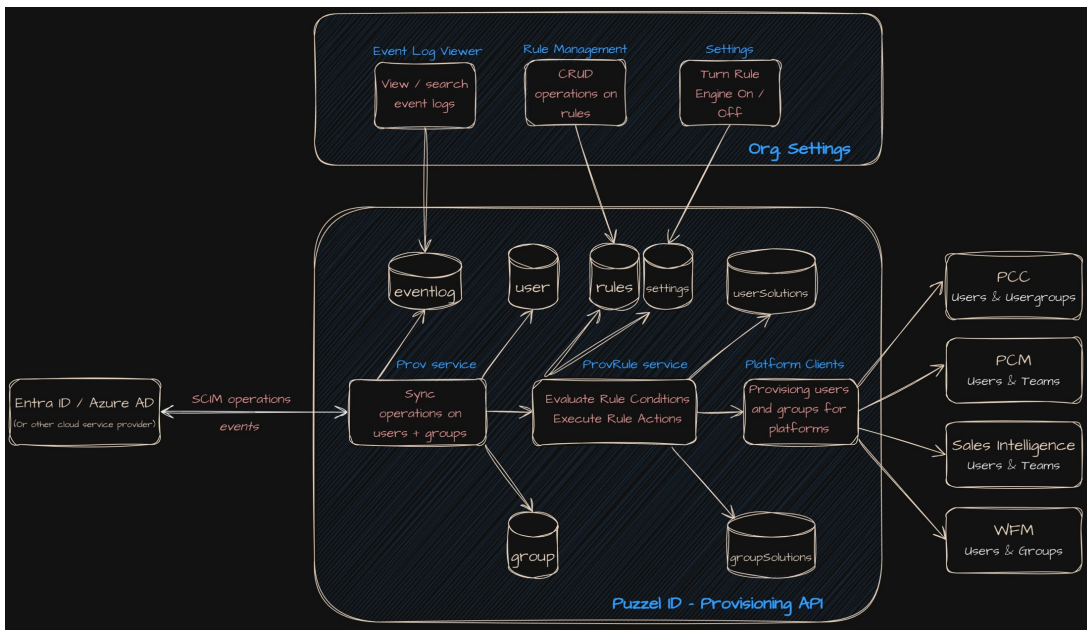 Event Log Viewer
View / search
event logs
Rule Management
CRUD
operations on
rules
Settings
Turn Rule
Engine On /
Off
Org. Settings
eventlog
user
rules
settings
userSolutions
Prov service
Sync
operations on
users + groups
ProvRule service
Evaluate Rule Conditions
Execute Rule Actions
Platform Clients
Provisiong users
and groups for
platforms
Entra ID / Azure AD
(Or other cloud service provider)
SCIM operations
events
group
groupSolutions
Puzzel ID - Provisioning API
PCC
Users & Usergroups
PCM
Users & Teams
Sales Intelligence
Users & Teams
WFM
Users & Groups